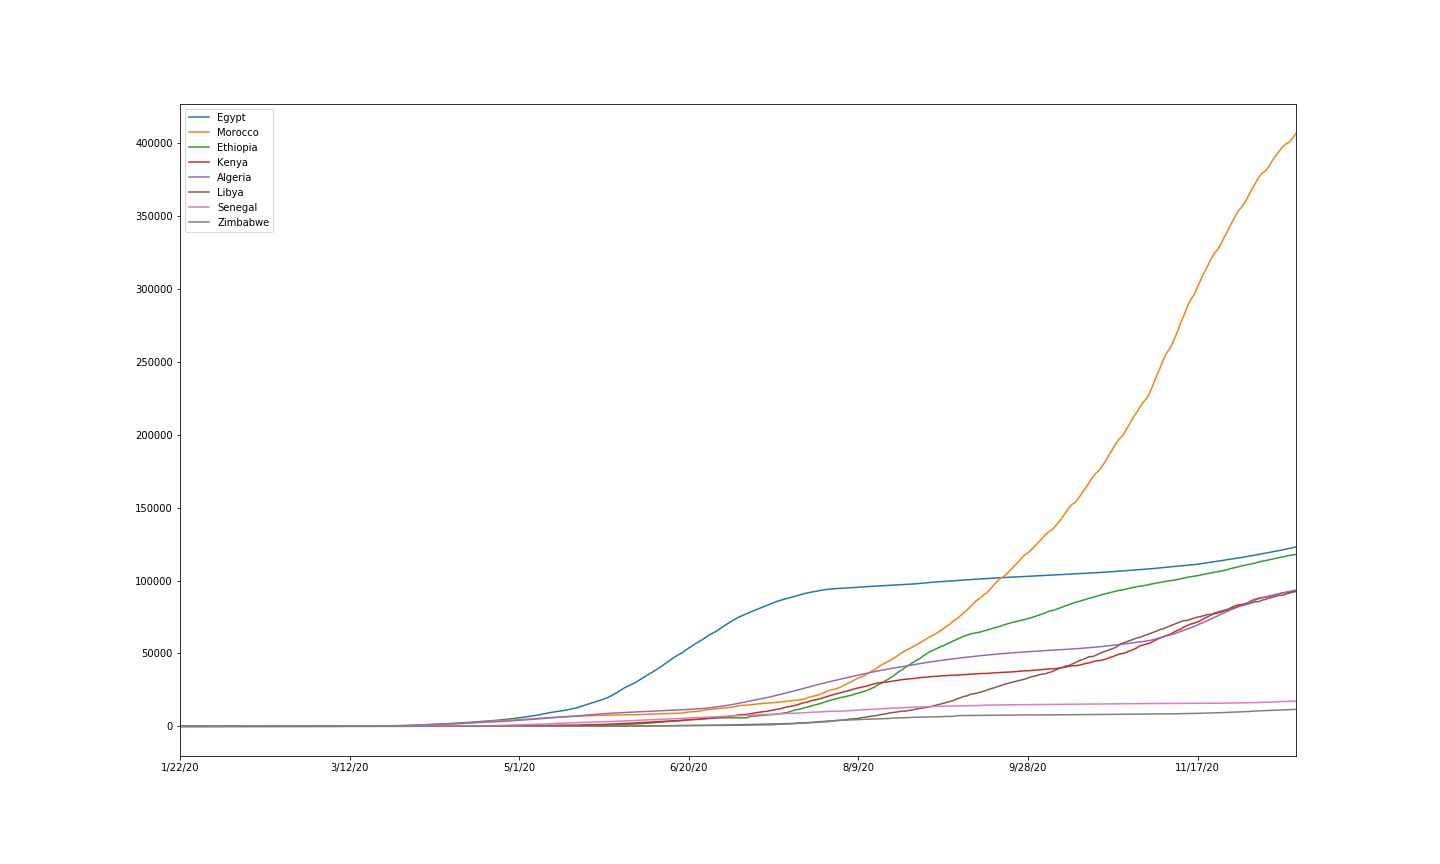 Egypt
Morocco
Ethiopia
Kenya
Algeria
Libya
Senegal
Zimbabwe
400000
350000
300000
250000
200000
150000
100000
50000
0
1/22/20 3/12/20 5/1/20 6/20/20 8/9/20 9/28/20 11/17/20